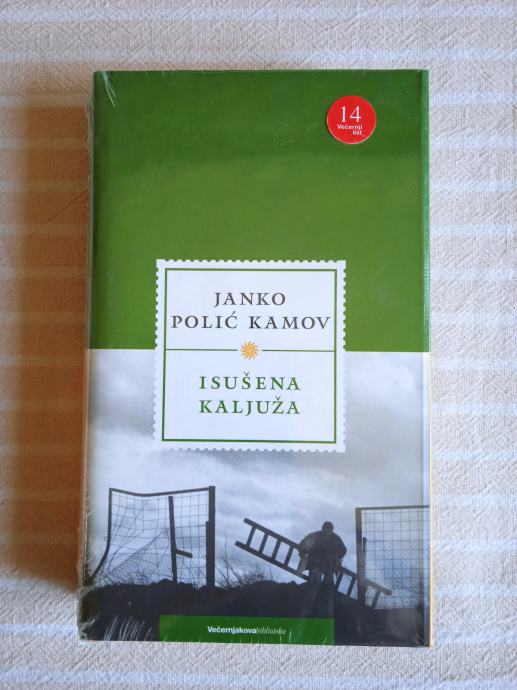 14
Večernji
list
JANKO
POLIĆ KAMOV
ISUŠENA
KALJUŽA
Večernjakovabiblioteka